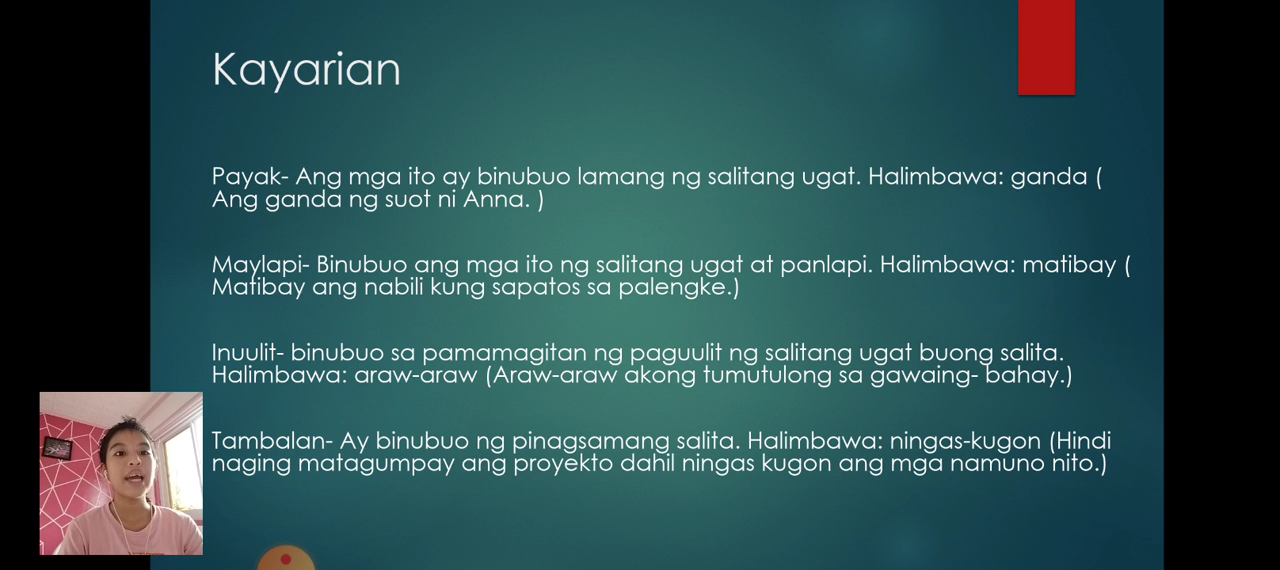 Kayarian
Payak- Ang mga ito ay binubuo lamang ng salitang ugat. Halimbawa: ganda (
Ang ganda ng suot ni Anna. )
Maylapi- Binubuo ang mga ito ng salitang ugat at panlapi. Halimbawa: matibay (
Matibay ang nabili kung sapatos sa palengke.)
Inuulit- binubuo sa pamamagitan ng paguulit ng salitang ugat buong salita.
Halimbawa: araw-araw (Araw-araw akong tumutulong sa gawaing- bahay.)
Tambalan- Ay binubuo ng pinagsamang salita. Halimbawa: ningas-kugon (Hindi
naging matagumpay ang proyekto dahil ningas kugon ang mga namuno nito.)